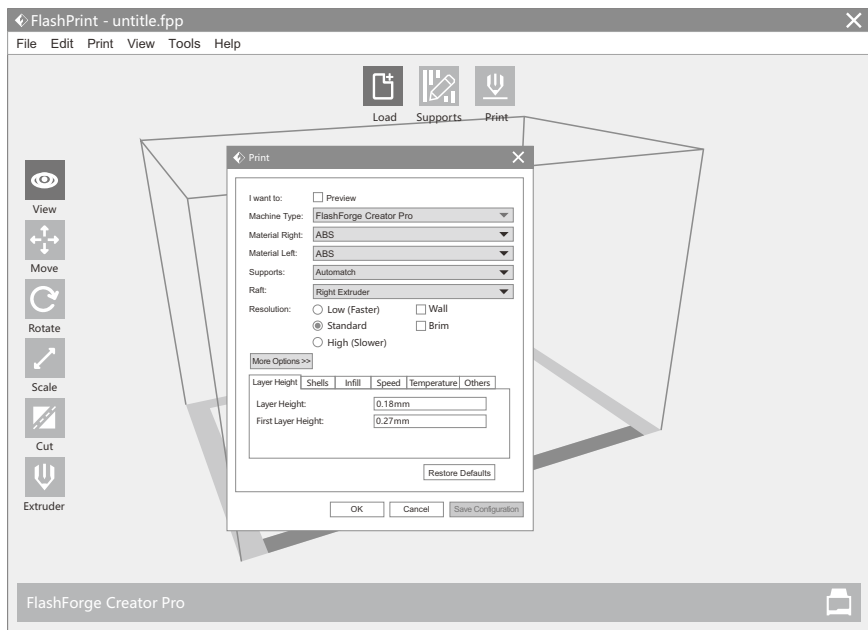 FlashPrint - untitle.fpp
File Edit Print View Tools Help
Load Supports Print
View
Move
Rotate
Scale
Cut
Extruder
Print
I want to: Preview
Machine Type: FlashForge Creator Pro
Material Right: ABS
Material Left: ABS
Supports: Automatch
Raft: Right Extruder
Resolution: Low (Faster) Wall
Standard Brim
High (Slower)
More Options >>
Layer Height Shells Infill Speed Temperature Others
Layer Height: 0.18mm
First Layer Height: 0.27mm
Restore Defaults
OK Cancel Save Configuration
FlashForge Creator Pro